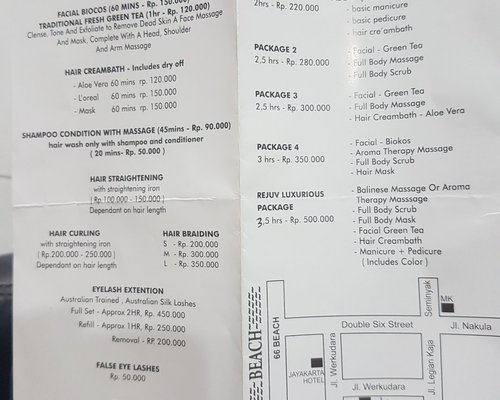 FACIAL BIOCOS (60 MINS - Rp. 150.000)
TRADITIONAL FRESH GREEN TEA (1hr - Rp. 120.000)
Clense, Tone And Exfoliate to Remove Dead Skin A Face Massage
And Mask, Complete With A Head, Shoulder
And Arm Massage
HAIR CREAMBATH - Includes dry off
- Aloe Vera 60 mins rp. 120.000
- L'oreal 60 mins rp. 150.000
- Mask 60 mins rp. 150.000
SHAMPOO CONDITION WITH MASSAGE (45mins - Rp. 90.000)
hair wash only with shampoo and conditioner
( 20 mins- Rp. 50.000 )
HAIR STRAIGHTENING
with straightening iron
( Rp.100.000 - 150.000 )
Dependant on hair length
HAIR CURLING
with straightening iron
( Rp.200.000 - 250.000 )
Dependant on hair length
HAIR BRAIDING
S - Rp. 200.000
M - Rp. 300.000
L - Rp. 350.000
EYELASH EXTENTION
Australian Trained , Australian Silk Lashes
Full Set - Approx 2HR, Rp. 450.000
Refill - Approx 1HR, Rp. 250.000
Removal - RP. 200.000
FALSE EYE LASHES
Rp. 50.000
2hrs - Rp. 220.000
- basic manicure
- basic pedicure
- hair cre'ambath
PACKAGE 2
2,5 hrs - Rp. 280.000
- Facial - Green Tea
- Full Body Massage
- Full Body Scrub
PACKAGE 3
2,5 hrs - Rp. 300.000
- Facial - Green Tea
- Full Body Massage
- Hair Creambath - Aloe Vera
PACKAGE 4
3 hrs - Rp. 350.000
- Facial - Biokos
- Aroma Therapy Massage
- Full Body Scrub
- Hair Mask
REJUV LUXURIOUS
PACKAGE
3,5 hrs - Rp. 500.000
- Balinese Massage Or Aroma
Therapy Masssage
- Full Body Scrub
- Full Body Mask
- Facial Green Tea
- Hair Creambath
- Manicure + Pedicure
( Includes Color )
BEACH
66 BEACH
Double Six Street
Seminyak
MK
Jl. Nakula
JAYAKARTA
HOTEL
Jl. Werkudara
Jl. Werkudara
Jl. Legian Kaja